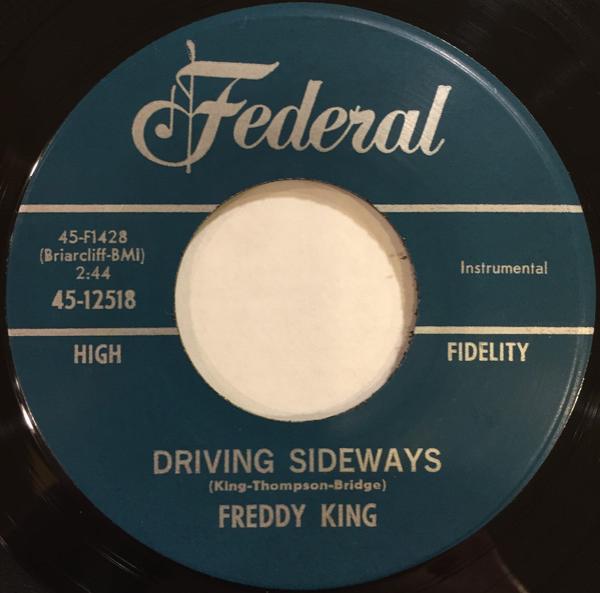 Federal
45-F1428
(Briarcliff-BMI)
2:44
45-12518
Instrumental
HIGH FIDELITY
DRIVING SIDEWAYS
(King-Thompson-Bridge)
FREDDY KING